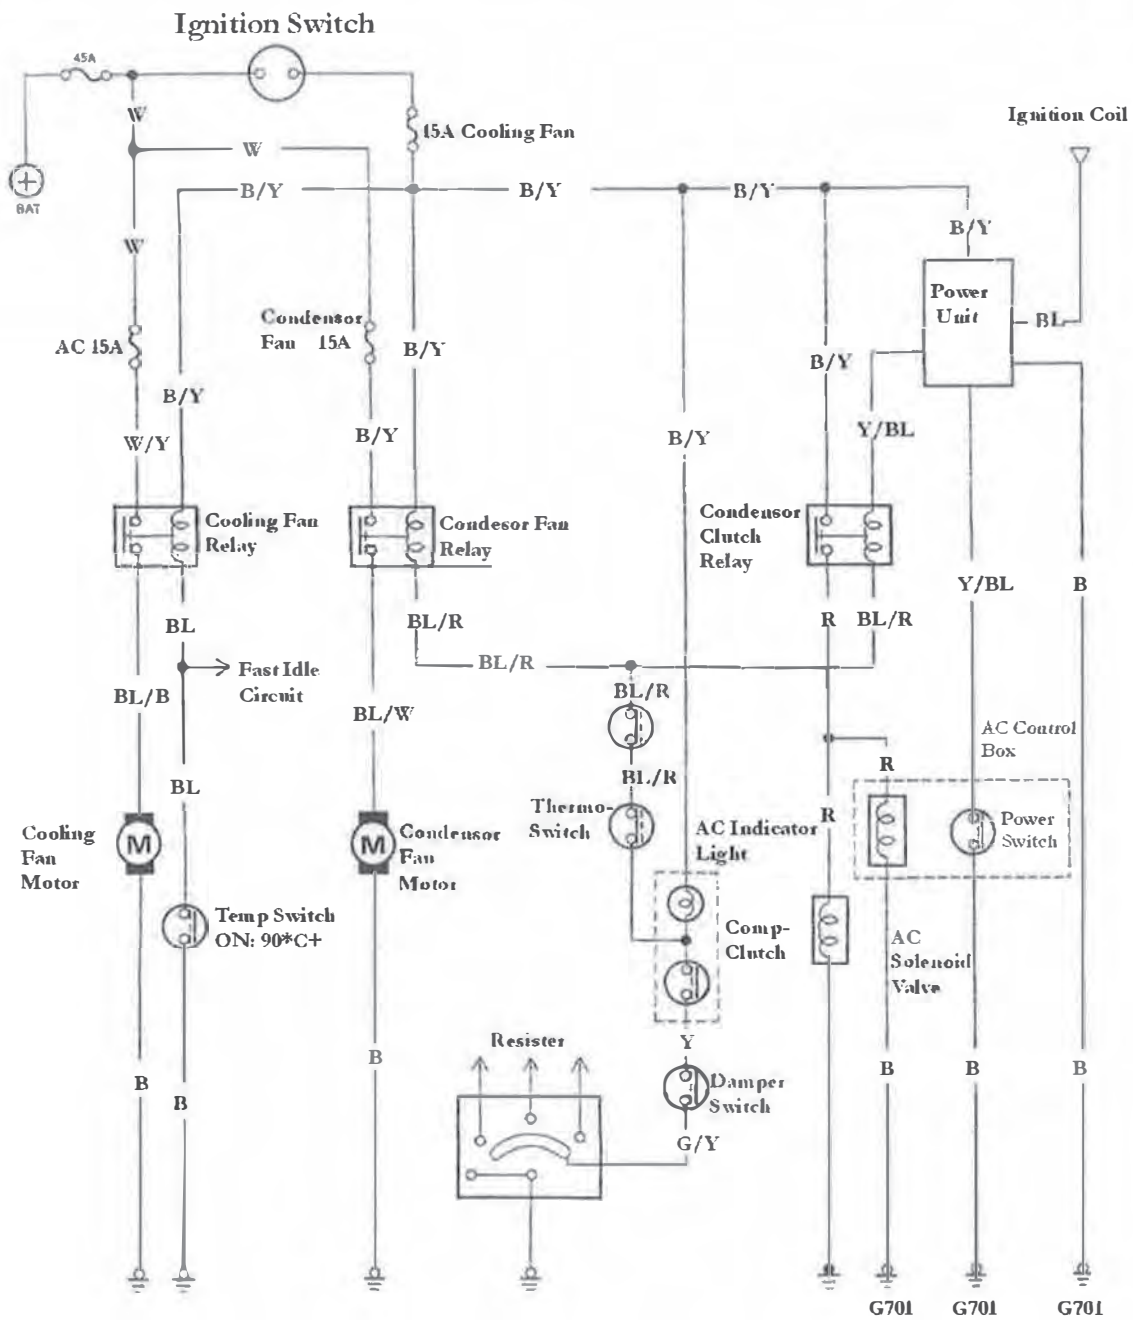 Ignition Switch
45A
W
15A Cooling Fan
Ignition Coil
W
B/Y
B/Y
B/Y
BAT
B/Y
W
Power
Unit
BL
Condensor
Fan 15A
AC 15A
B/Y
B/Y
B/Y
W/Y
B/Y
B/Y
Y/BL
Cooling Fan
Relay
Condesor Fan
Relay
Condensor
Clutch
Relay
Y/BL
B
BL
BL/R
R
BL/R
Fast Idle
Circuit
BL/R
BL/B
BL/R
BL/W
AC Control
Box
BL
BL/R
R
Thermo-
Switch
AC Indicator
Light
R
Power
Switch
Cooling
Fan
Motor
M
M
Condensor
Fan
Motor
Temp Switch
ON: 90*C+
Comp-
Clutch
AC
Solenoid
Valve
Resister
Y
B
B
B
B
B
B
Damper
Switch
G/Y
G701
G701
G701